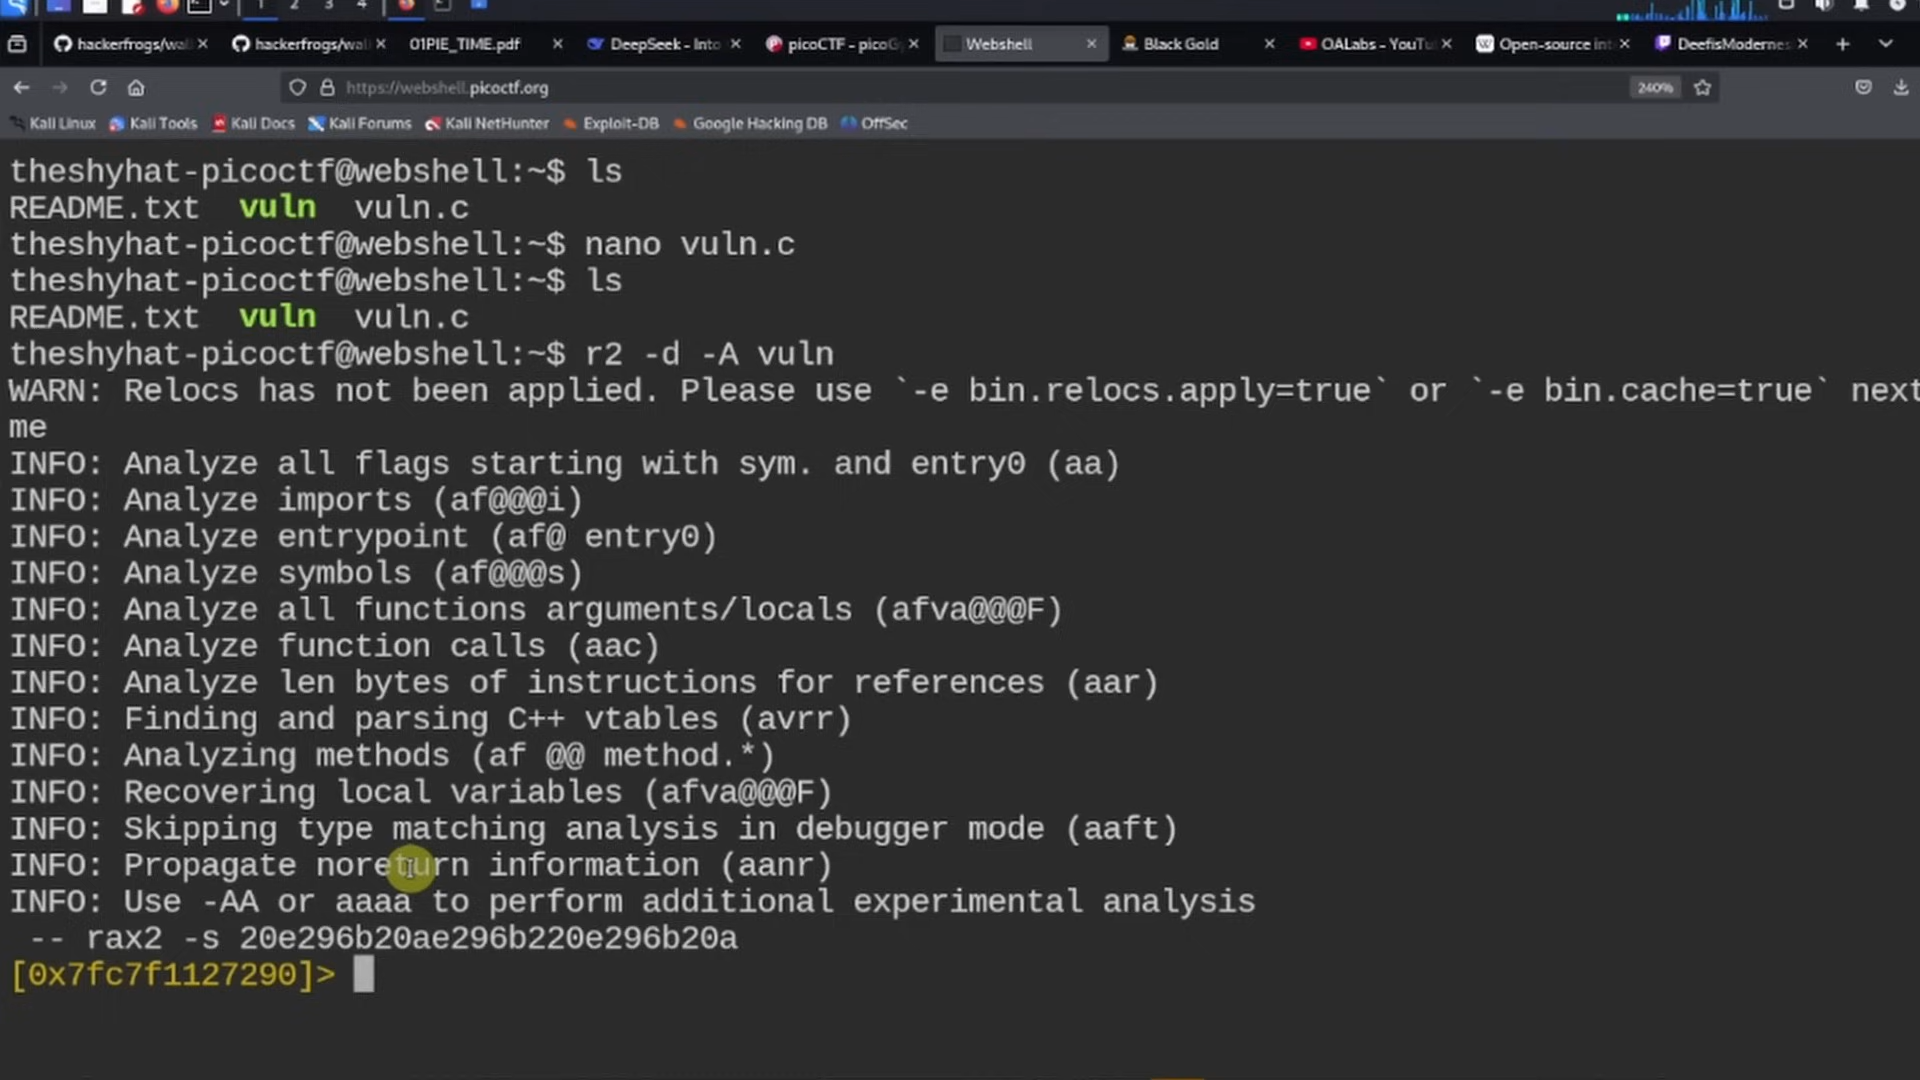 1 2 3 4
hackerfrogs/wal
hackerfrogs/wal
01PIE_TIME.pdf
DeepSeek - Into
picoCTF - picoGy
Webshell
Black Gold
OALabs - YouTu
Open-source int
DeefisModernes
https://webshell.picoctf.org
240%
Kali Linux
Kali Tools
Kali Docs
Kali Forums
Kali NetHunter
Exploit-DB
Google Hacking DB
OffSec
theshyhat-picoctf@webshell:~$ ls
README.txt  vuln  vuln.c
theshyhat-picoctf@webshell:~$ nano vuln.c
theshyhat-picoctf@webshell:~$ ls
README.txt  vuln  vuln.c
theshyhat-picoctf@webshell:~$ r2 -d -A vuln
WARN: Relocs has not been applied. Please use `-e bin.relocs.apply=true` or `-e bin.cache=true` next
me
INFO: Analyze all flags starting with sym. and entry0 (aa)
INFO: Analyze imports (af@@@i)
INFO: Analyze entrypoint (af@ entry0)
INFO: Analyze symbols (af@@@s)
INFO: Analyze all functions arguments/locals (afva@@@F)
INFO: Analyze function calls (aac)
INFO: Analyze len bytes of instructions for references (aar)
INFO: Finding and parsing C++ vtables (avrr)
INFO: Analyzing methods (af @@ method.*)
INFO: Recovering local variables (afva@@@F)
INFO: Skipping type matching analysis in debugger mode (aaft)
INFO: Propagate noreturn information (aanr)
INFO: Use -AA or aaaa to perform additional experimental analysis
-- rax2 -s 20e296b20ae296b220e296b20a
[0x7fc7f1127290]>